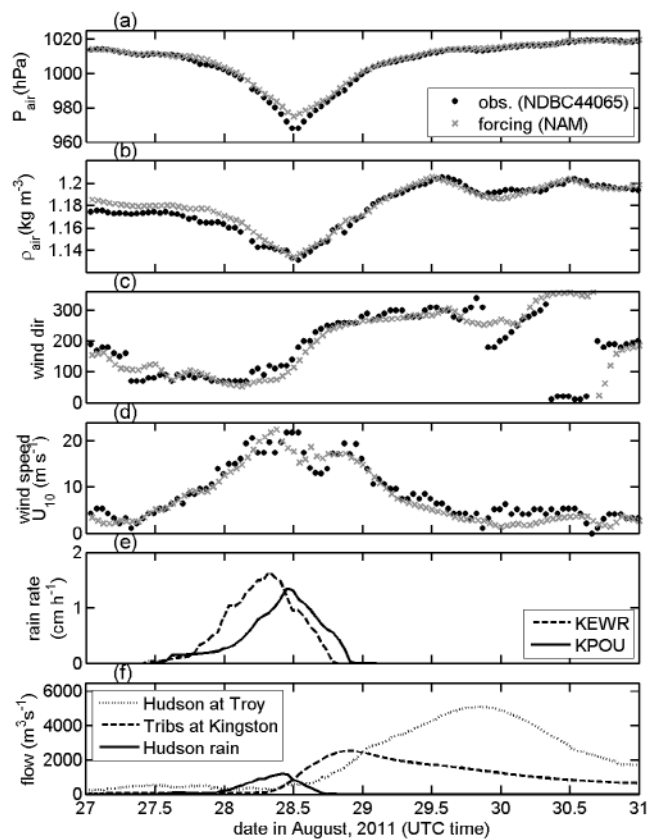 (a)
1020
1000
980
960
P_air(hPa)
obs. (NDBC44065)
forcing (NAM)
(b)
1.2
1.18
1.16
1.14
ρ_air(kg m⁻³)
(c)
300
200
100
0
wind dir
(d)
20
10
0
wind speed
U₁₀ (m s⁻¹)
(e)
2
1
0
rain rate
(cm h⁻¹)
KEWR
KPOU
(f)
6000
4000
2000
0
flow (m³s⁻¹)
Hudson at Troy
Tribs at Kingston
Hudson rain
27 27.5 28 28.5 29 29.5 30 30.5 31
date in August, 2011 (UTC time)